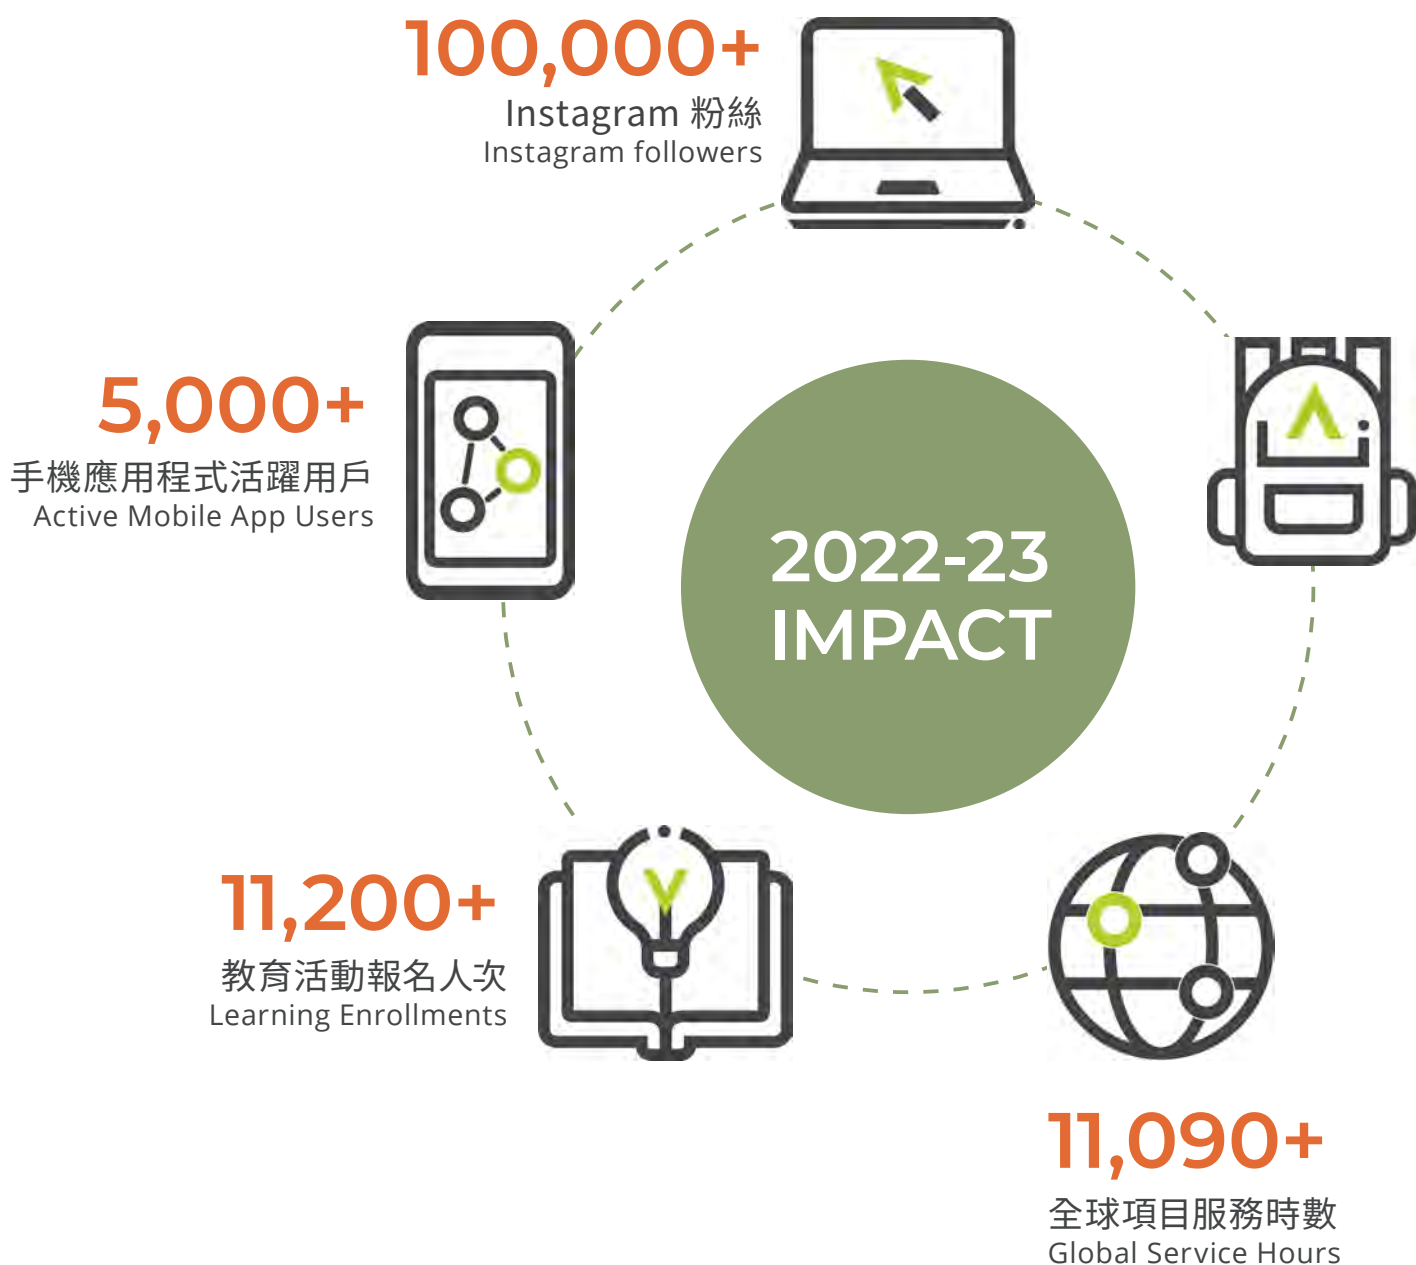 100,000+
Instagram 粉絲
Instagram followers
5,000+
手機應用程式活躍用戶
Active Mobile App Users
2022-23
IMPACT
11,200+
教育活動報名人次
Learning Enrollments
11,090+
全球項目服務時數
Global Service Hours